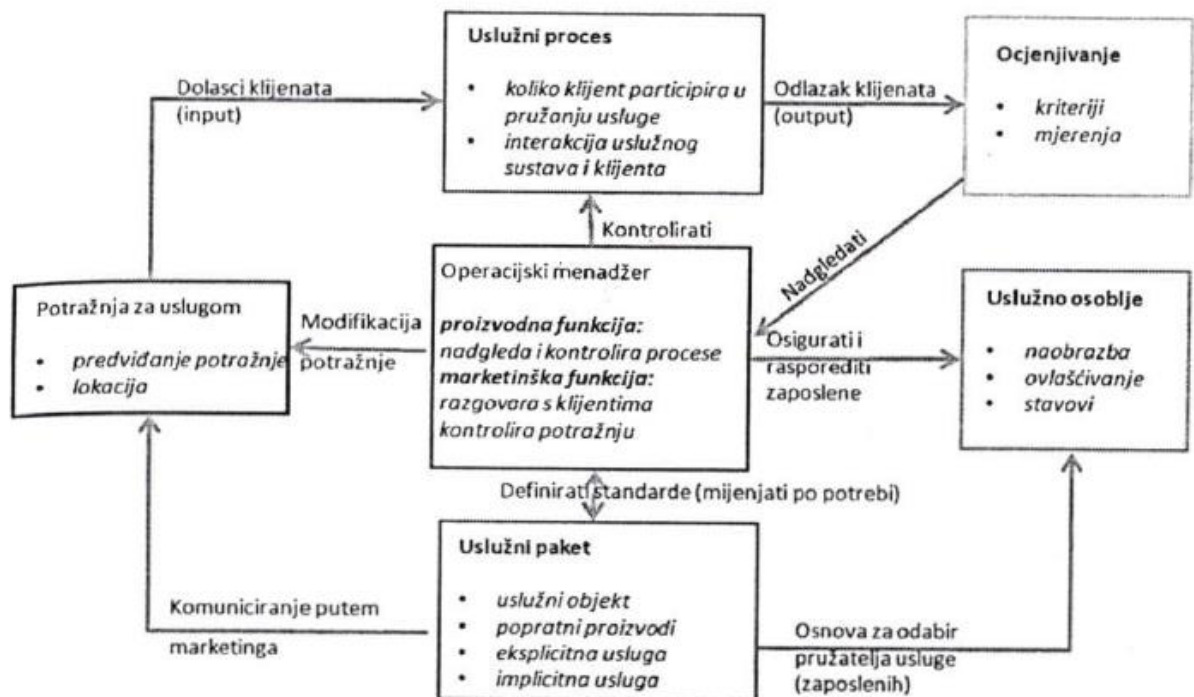 Uslužni proces
• koliko klijent participira u
pružanju usluge
• interakcija uslužnog
sustava i klijenta
Ocjenjivanje
• kriteriji
• mjerenja
Dolasci klijenata
(input)
Odlazak klijenata
(output)
Kontrolirati
Nadgledati
Potražnja za uslugom
• predviđanje potražnje
• lokacija
Modifikacija
potražnje
Operacijski menadžer
proizvodna funkcija:
nadgleda i kontrolira procese
marketinška funkcija:
razgovara s klijentima
kontrolira potražnju
Osigurati i
rasporediti
zaposlene
Uslužno osoblje
• naobrazba
• ovlašćivanje
• stavovi
Definirati standarde (mijenjati po potrebi)
Uslužni paket
• uslužni objekt
• popratni proizvodi
• eksplicitna usluga
• implicitna usluga
Komuniciranje putem
marketinga
Osnova za odabir
pružatelja usluge
(zaposlenih)